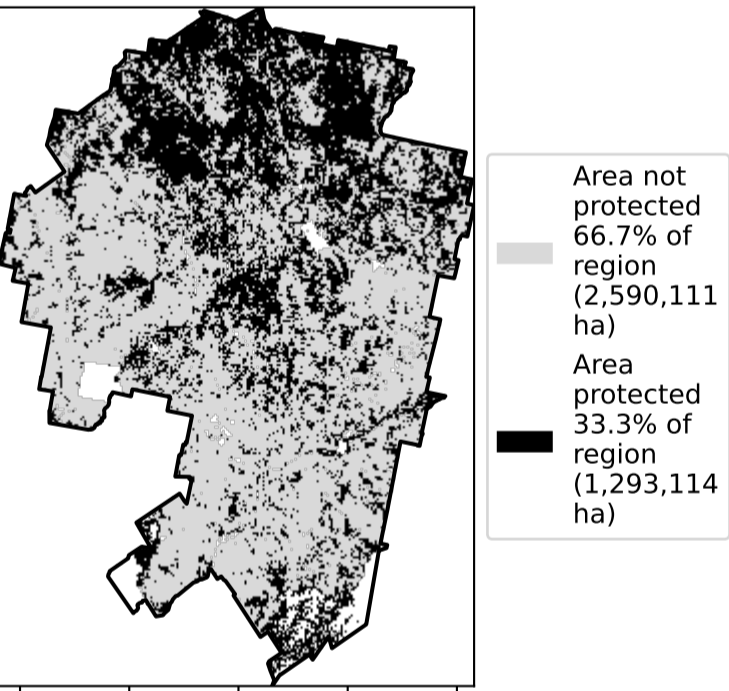 Area not
protected
66.7% of
region
(2,590,111
ha)
Area
protected
33.3% of
region
(1,293,114
ha)